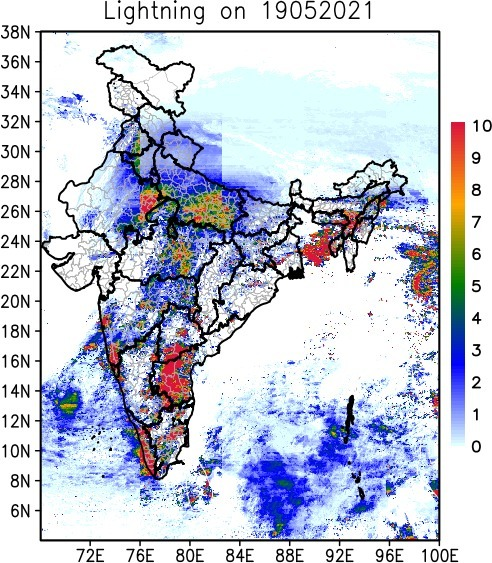 Lightning on 19052021
38N
36N
34N
32N
30N
28N
26N
24N
22N
20N
18N
16N
14N
12N
10N
8N
6N
72E 76E 80E 84E 88E 92E 96E 100E
10
9
8
7
6
5
4
3
2
1
0